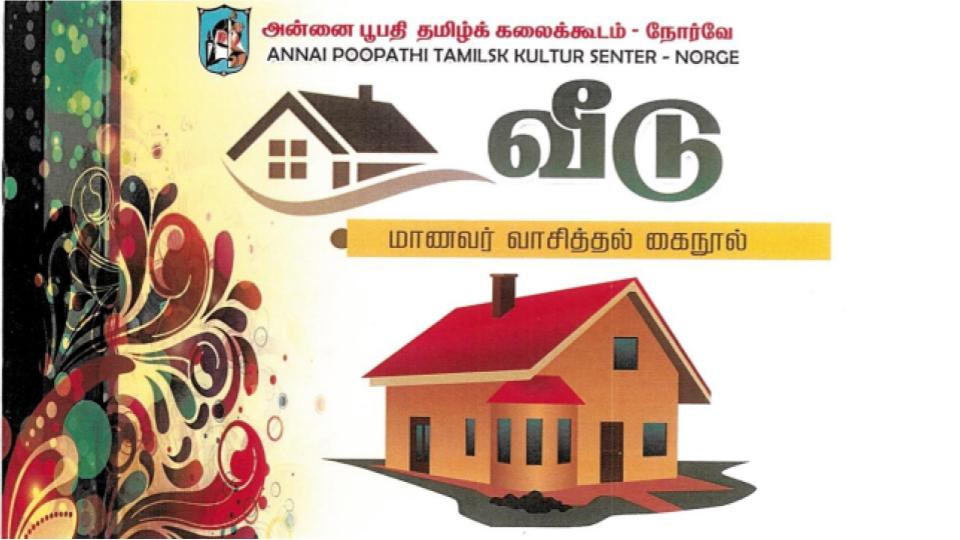 அன்னை பூபதி தமிழ்க் கலைக்கூடம் - நோர்வே
ANNAI POOPATHI TAMILSK KULTUR SENTER - NORGE
வீடு
மாணவர் வாசித்தல் கைநூல்